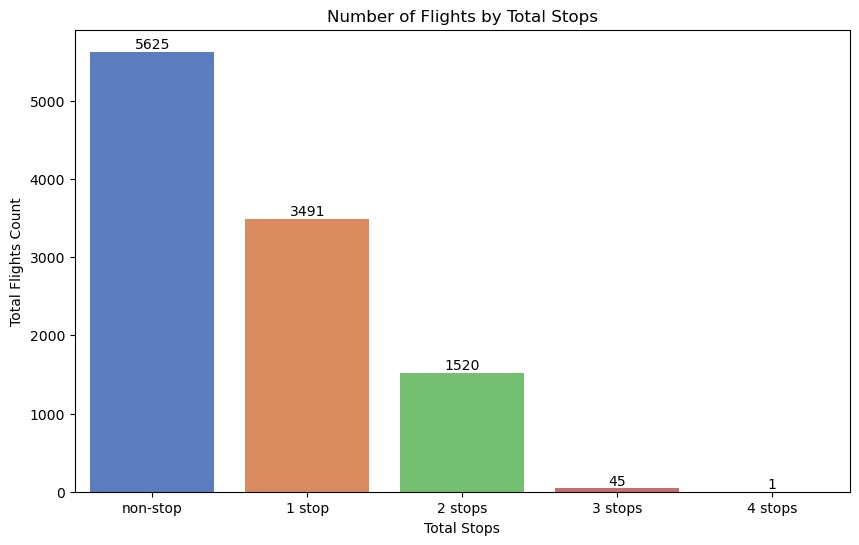 Number of Flights by Total Stops
5625
3491
1520
45
1
Total Flights Count
5000
4000
3000
2000
1000
0
non-stop
1 stop
2 stops
3 stops
4 stops
Total Stops